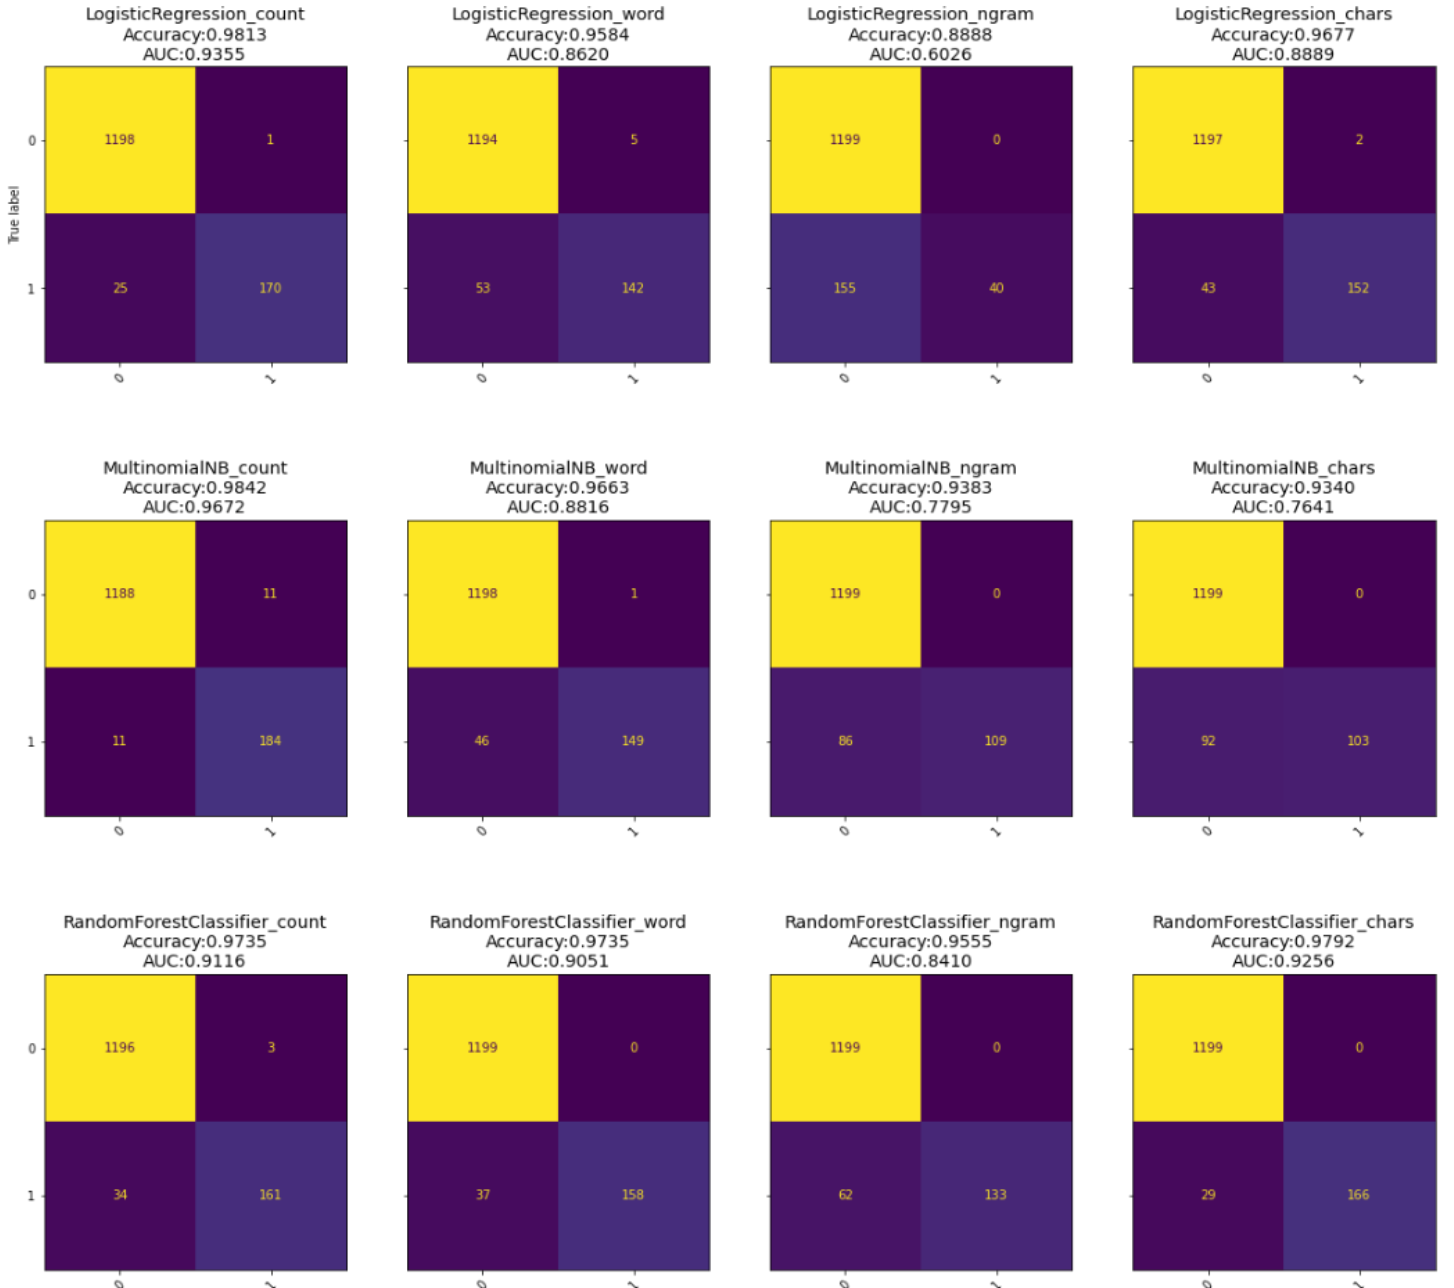 LogisticRegression_count
Accuracy:0.9813
AUC:0.9355
LogisticRegression_word
Accuracy:0.9584
AUC:0.8620
LogisticRegression_ngram
Accuracy:0.8888
AUC:0.6026
LogisticRegression_chars
Accuracy:0.9677
AUC:0.8889
True label
0
1198
1
1194
5
1199
0
1197
2
1
25
170
53
142
155
40
43
152
0
1
0
1
0
1
0
1
MultinomialNB_count
Accuracy:0.9842
AUC:0.9672
MultinomialNB_word
Accuracy:0.9663
AUC:0.8816
MultinomialNB_ngram
Accuracy:0.9383
AUC:0.7795
MultinomialNB_chars
Accuracy:0.9340
AUC:0.7641
0
1188
11
1198
1
1199
0
1199
0
1
11
184
46
149
86
109
92
103
0
1
0
1
0
1
0
1
RandomForestClassifier_count
Accuracy:0.9735
AUC:0.9116
RandomForestClassifier_word
Accuracy:0.9735
AUC:0.9051
RandomForestClassifier_ngram
Accuracy:0.9555
AUC:0.8410
RandomForestClassifier_chars
Accuracy:0.9792
AUC:0.9256
0
1196
3
1199
0
1199
0
1199
0
1
34
161
37
158
62
133
29
166